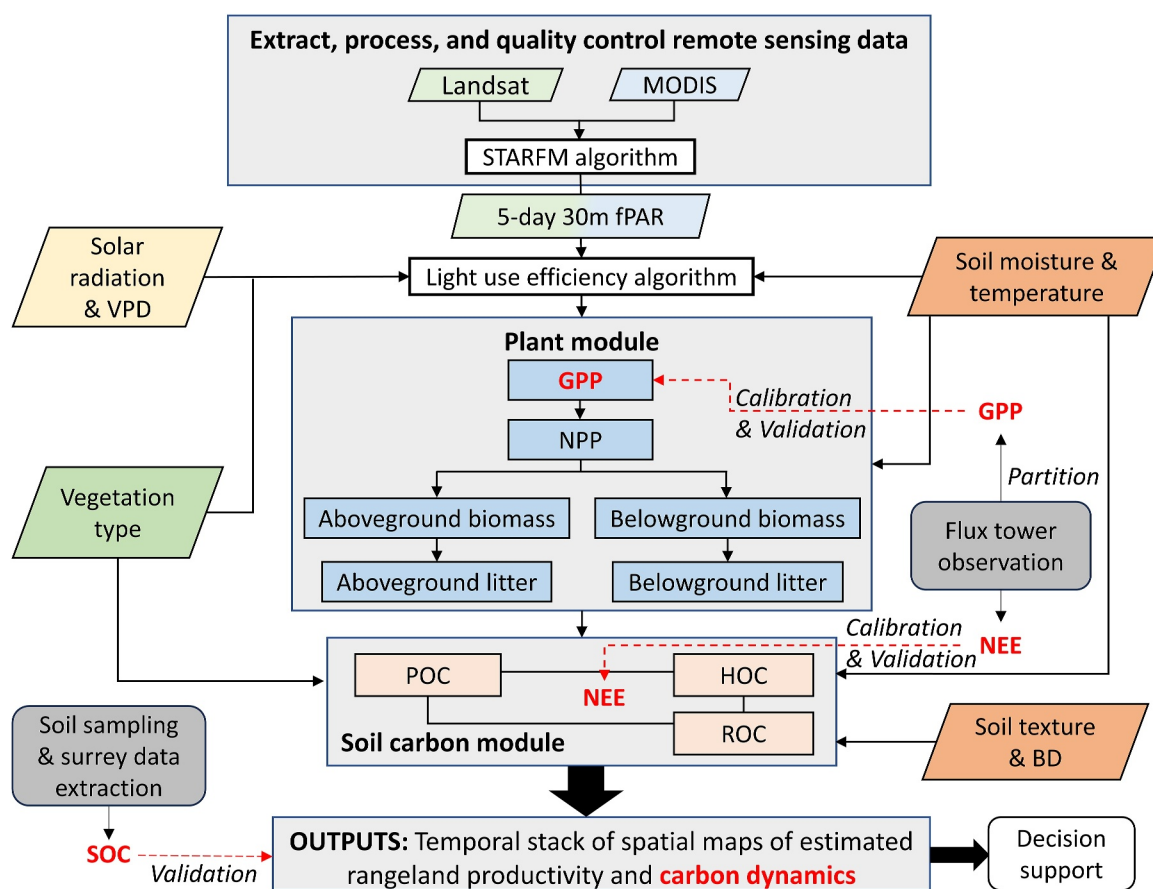 Extract, process, and quality control remote sensing data
Landsat
MODIS
STARFM algorithm
5-day 30m fPAR
Solar
radiation
& VPD
Light use efficiency algorithm
Soil moisture &
temperature
Plant module
GPP
Calibration
& Validation
GPP
NPP
Partition
Vegetation
type
Aboveground biomass
Belowground biomass
Flux tower
observation
Aboveground litter
Belowground litter
Calibration
& Validation
NEE
POC
NEE
HOC
ROC
Soil carbon module
Soil sampling
& surrey data
extraction
Soil texture
& BD
SOC
Validation
OUTPUTS: Temporal stack of spatial maps of estimated
rangeland productivity and carbon dynamics
Decision
support